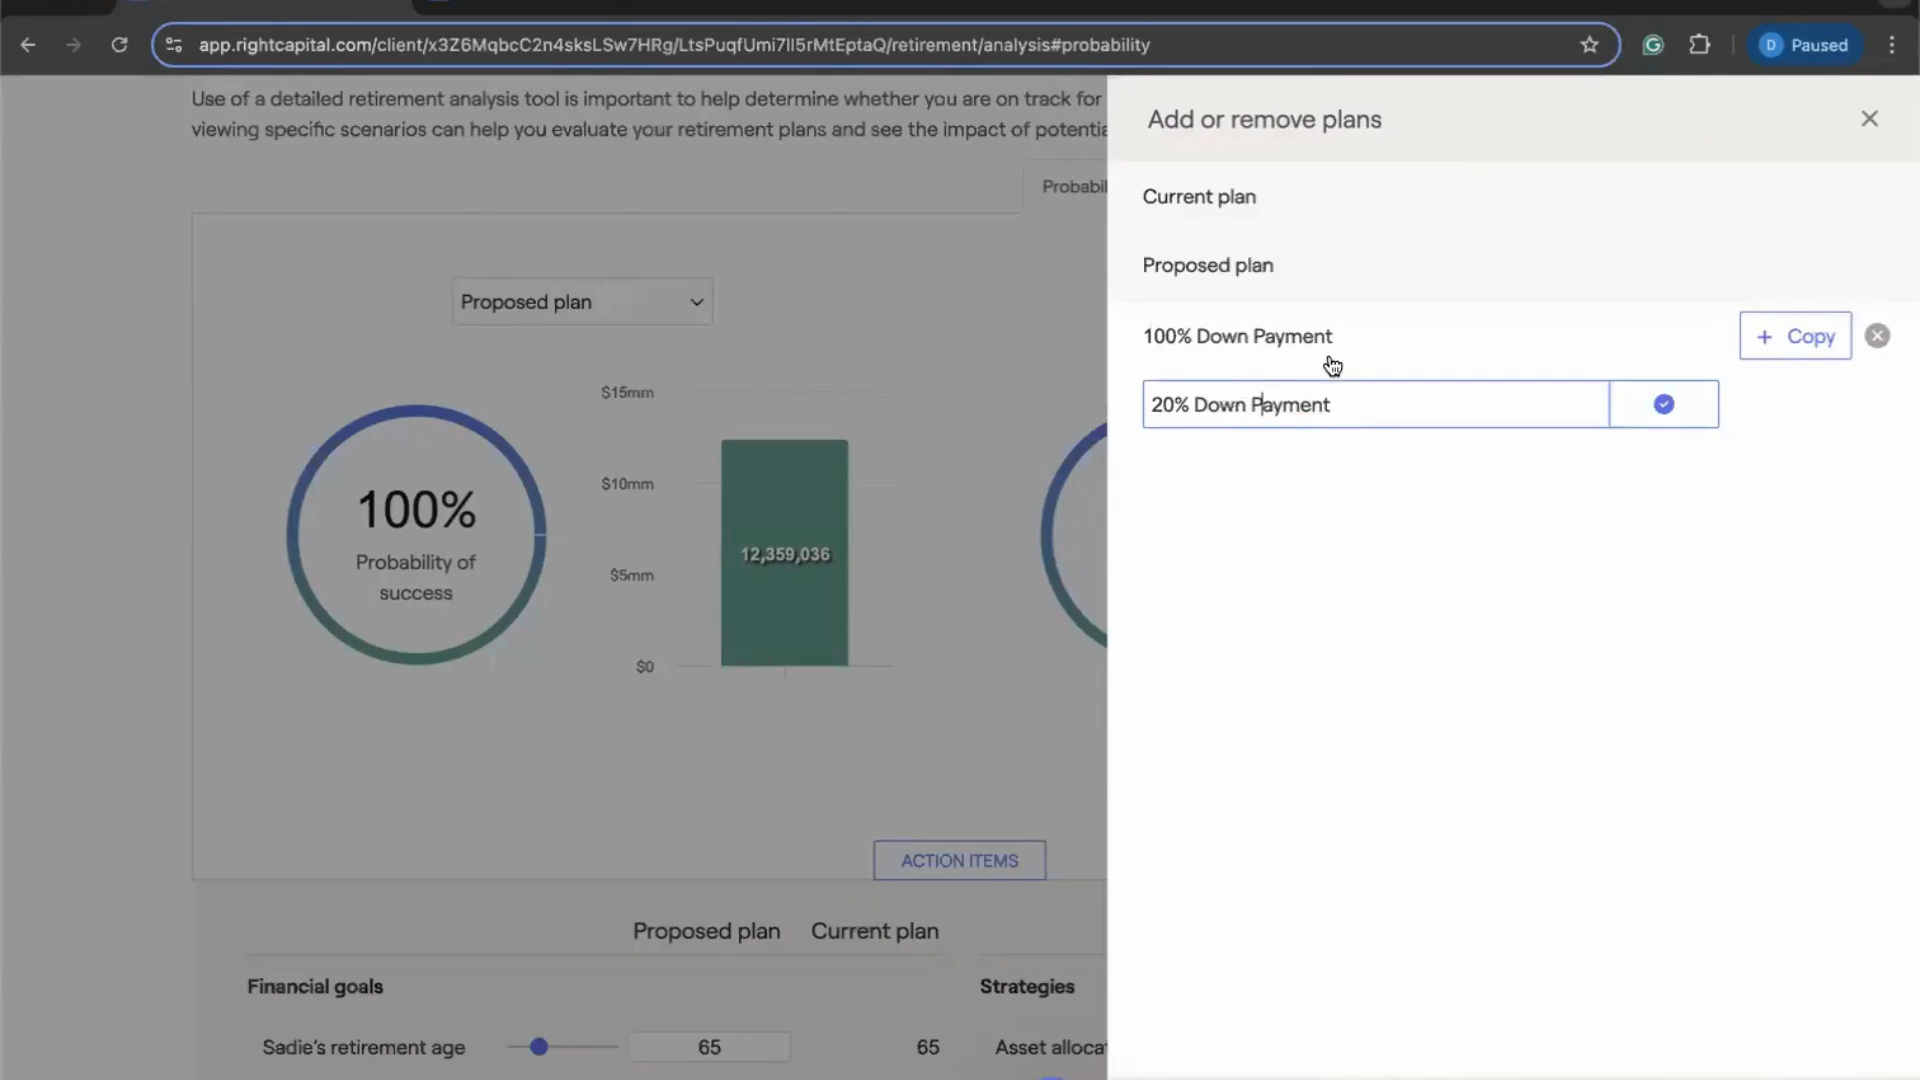 app.rightcapital.com/client/x3Z6MqbcC2n4sksLSw7HRg/LtsPuqfUmi7lI5rMtEptaQ/retirement/analysis#probability
D Paused
Use of a detailed retirement analysis tool is important to help determine whether you are on track for
viewing specific scenarios can help you evaluate your retirement plans and see the impact of potentia
Probabil
Proposed plan
100%
Probability of
success
$15mm
$10mm
$5mm
$0
12,359,036
ACTION ITEMS
Proposed plan Current plan
Financial goals
Strategies
Sadie's retirement age 65 65
Asset alloca
Add or remove plans
Current plan
Proposed plan
100% Down Payment
+ Copy
20% Down Payment